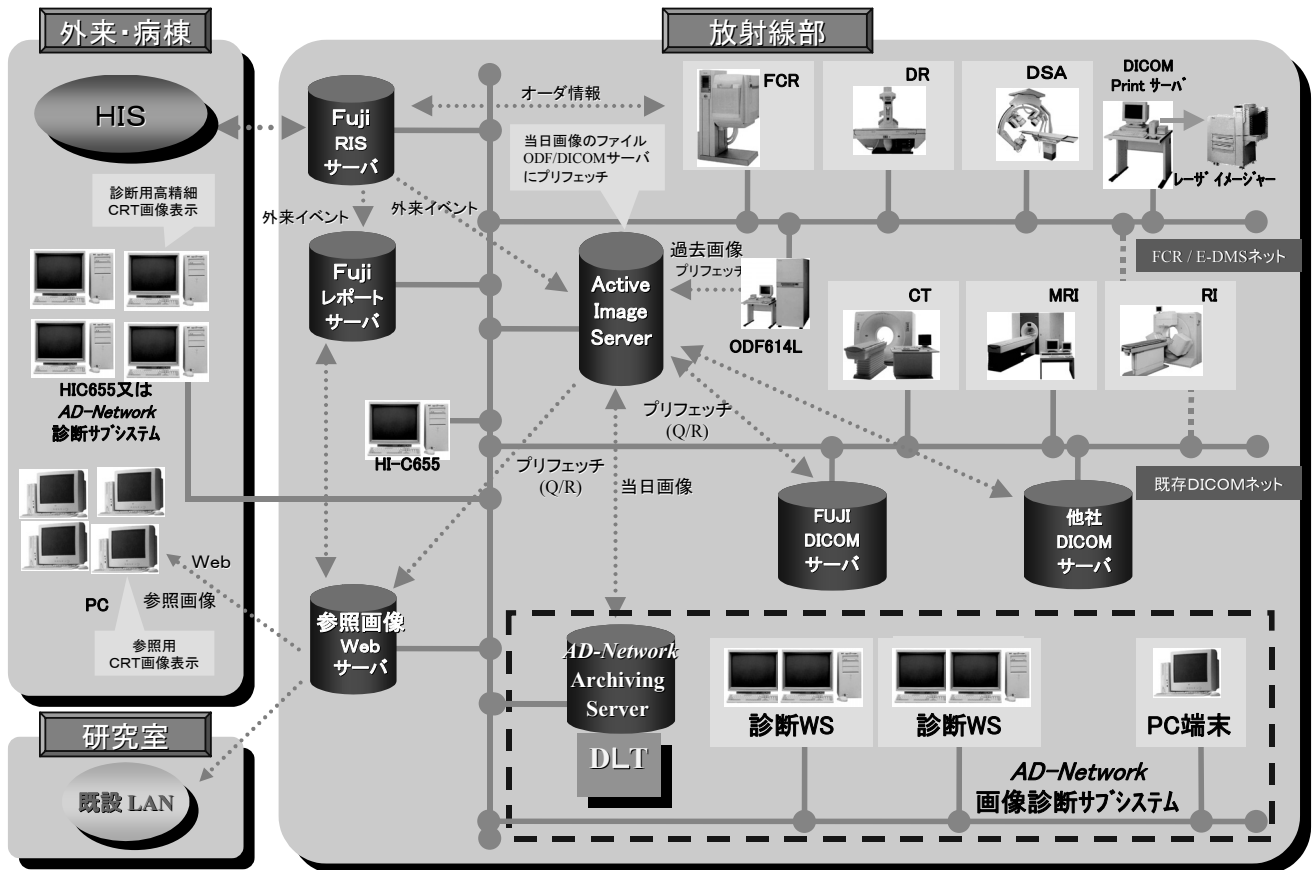 外来・病棟
放射線部
HIS
診断用高精細
CRT画像表示
HIC655又は
AD-Network
診断サブシステム
PC
参照用
CRT画像表示
Web
参照画像
研究室
既設 LAN
Fuji
RIS
サーバ
オーダ情報
当日画像のファイル
ODF/DICOMサーバ
にプリフェッチ
外来イベント
外来イベント
Fuji
レポート
サーバ
Active
Image
Server
過去画像
プリフェッチ
ODF614L
FCR
DR
DSA
DICOM
Print サーバ
レーザ イメージャー
FCR / E-DMSネット
CT
MRI
RI
HI-C655
プリフェッチ
(Q/R)
プリフェッチ
(Q/R)
当日画像
既存DICOMネット
FUJI
DICOM
サーバ
他社
DICOM
サーバ
参照画像
Web
サーバ
AD-Network
Archiving
Server
DLT
診断WS
診断WS
PC端末
AD-Network
画像診断サブシステム